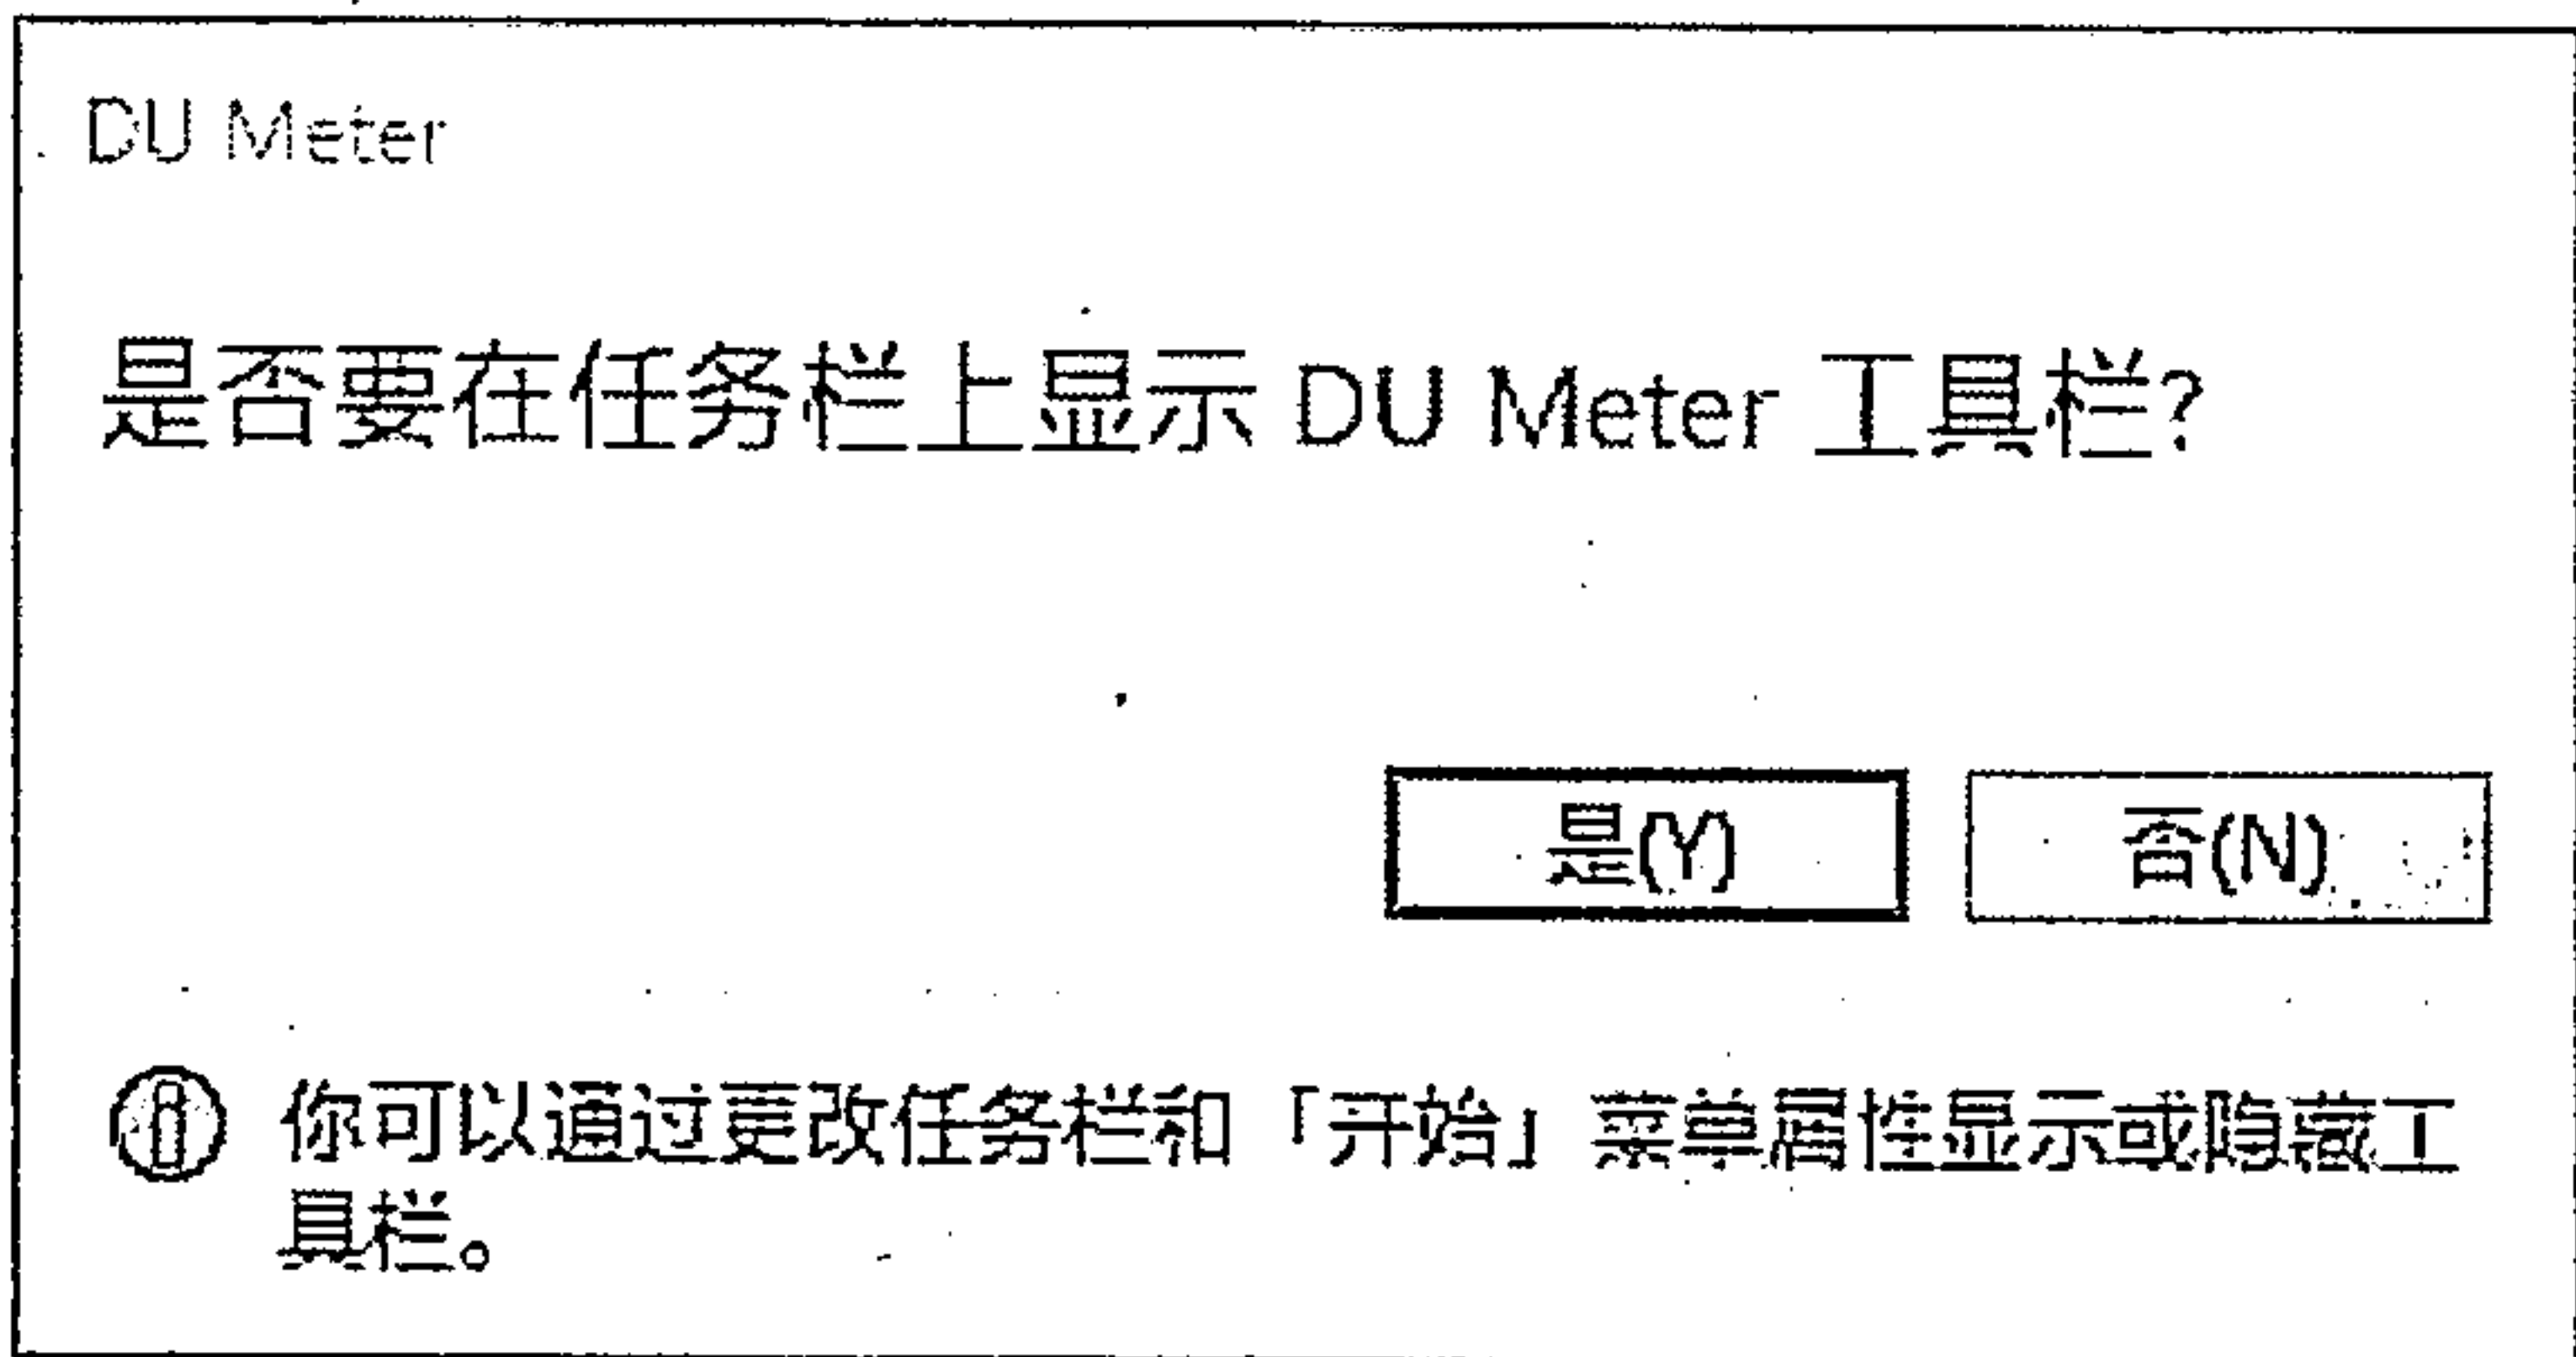 DU Meter
是否要在任务栏上显示 DU Meter 工具栏?
是(Y) 否(N)
你可以通过更改任务栏和「开始」菜单属性显示或隐藏工
具栏。